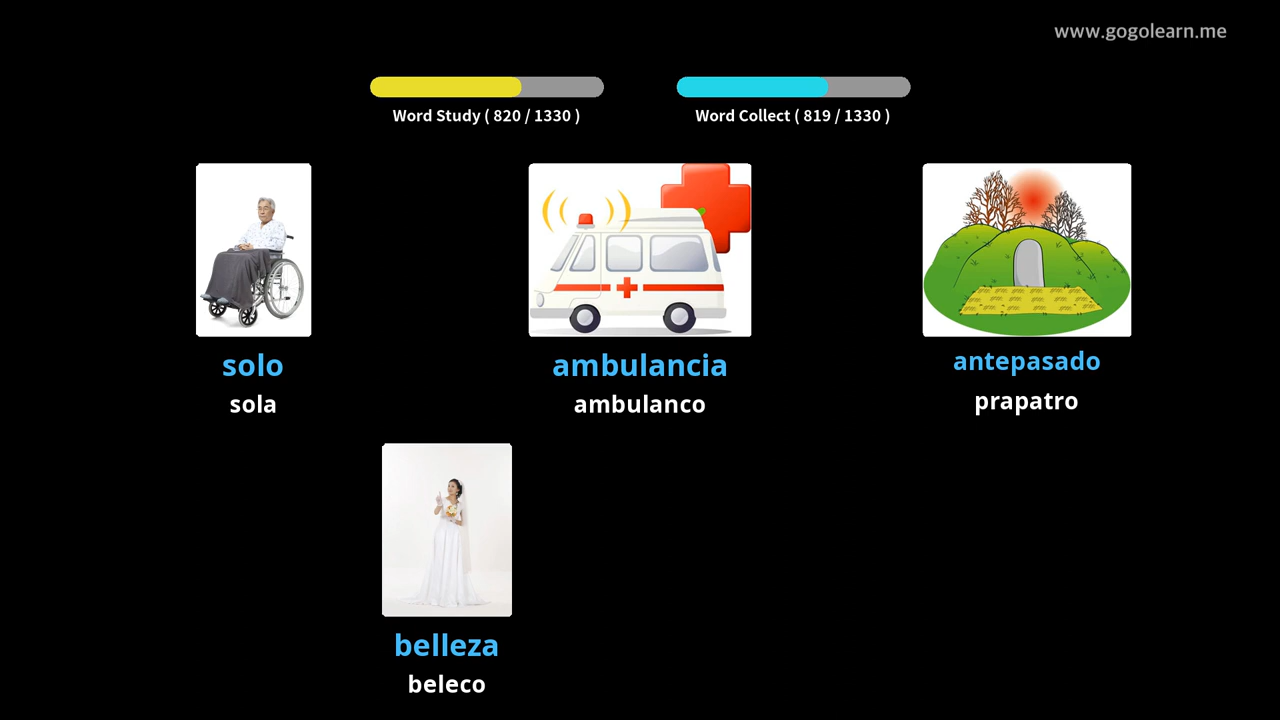 www.gogolearn.me
Word Study ( 820 / 1330 )
Word Collect ( 819 / 1330 )
solo
sola
ambulancia
ambulanco
antepasado
prapatro
belleza
beleco